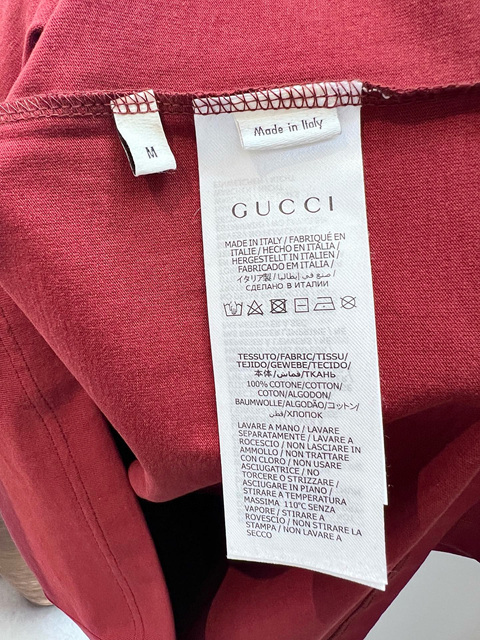 M
Made in Italy
GUCCI
MADE IN ITALY / FABRIQUÉ EN
ITALIE / HECHO EN ITALIA /
HERGESTELLT IN ITALIEN /
FABRICADO EM ITÁLIA /
イタリア製 / صنع في إيطاليا /
СДЕЛАНО В ИТАЛИИ
TESSUTO/FABRIC/TISSU/
TEJIDO/GEWEBE/TECIDO/
本体/قماش/ТКАНЬ
100% COTONE/COTTON/
COTON/ALGODON/
BAUMWOLLE/ALGODÃO/コットン/
قطن/ХЛОПОК
LAVARE A MANO / LAVARE
SEPARATAMENTE / LAVARE A
ROCESCIO / NON LASCIARE IN
AMMOLLO / NON TRATTARE
CON CLORO / NON USARE
ASCIUGATRICE / NO
TORCERE O STRIZZARE /
ASCIUGARE IN PIANO /
STIRARE A TEMPERATURA
MASSIMA 110°C SENZA
VAPORE / STIRARE A
ROVESCIO / NON STIRARE LA
STAMPA / NON LAVARE A
SECCO